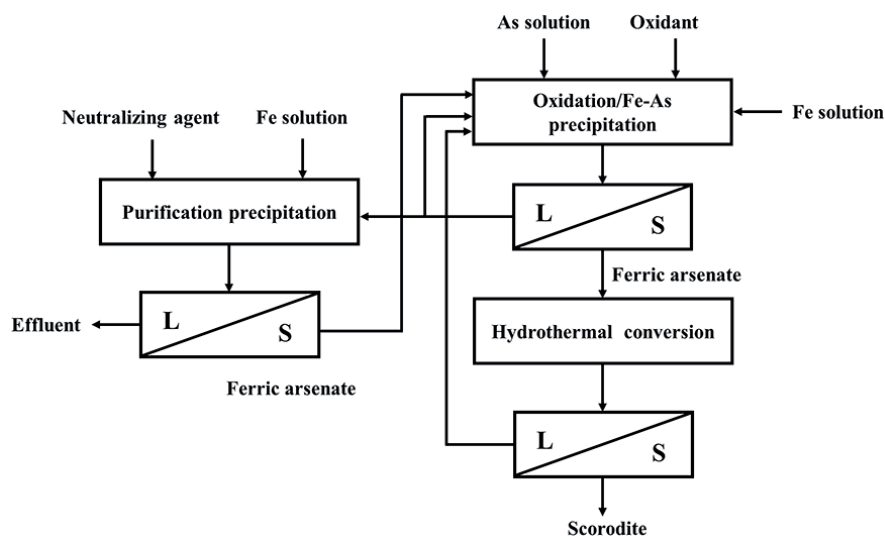 As solution
Oxidant
Oxidation/Fe-As
precipitation
Fe solution
Neutralizing agent
Fe solution
Purification precipitation
L
S
Ferric arsenate
Effluent
L
S
Ferric arsenate
Hydrothermal conversion
L
S
Scorodite